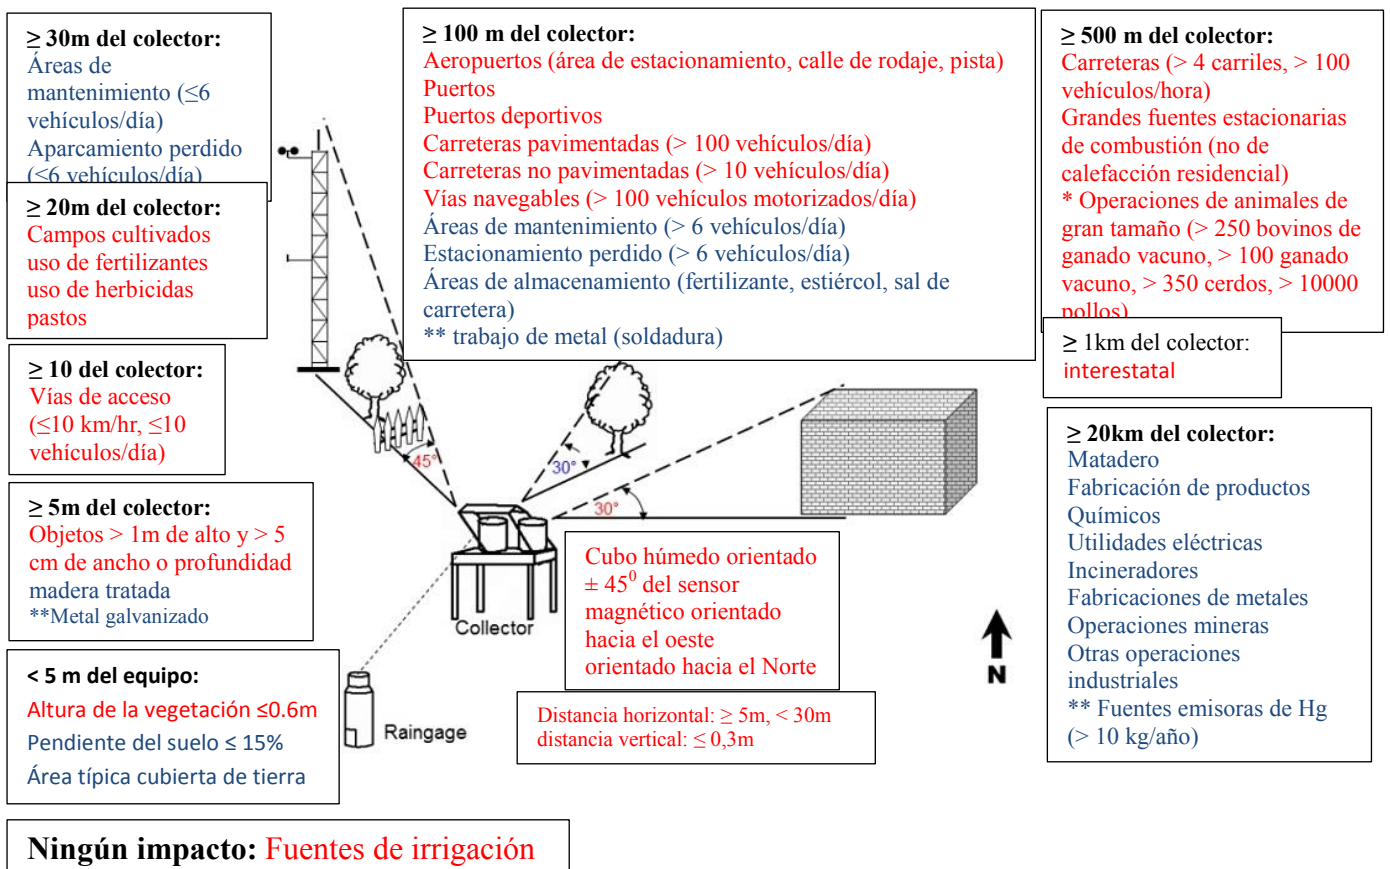 ≥ 30m del colector:
Áreas de
mantenimiento (≤6
vehículos/día)
Aparcamiento perdido
(≤6 vehículos/día)
≥ 20m del colector:
Campos cultivados
uso de fertilizantes
uso de herbicidas
pastos
≥ 10 del colector:
Vías de acceso
(≤10 km/hr, ≤10
vehículos/día)
≥ 5m del colector:
Objetos > 1m de alto y > 5
cm de ancho o profundidad
madera tratada
**Metal galvanizado
< 5 m del equipo:
Altura de la vegetación ≤0.6m
Pendiente del suelo ≤ 15%
Área típica cubierta de tierra
Ningún impacto: Fuentes de irrigación
≥ 100 m del colector:
Aeropuertos (área de estacionamiento, calle de rodaje, pista)
Puertos
Puertos deportivos
Carreteras pavimentadas (> 100 vehículos/día)
Carreteras no pavimentadas (> 10 vehículos/día)
Vías navegables (> 100 vehículos motorizados/día)
Áreas de mantenimiento (> 6 vehículos/día)
Estacionamiento perdido (> 6 vehículos/día)
Áreas de almacenamiento (fertilizante, estiércol, sal de
carretera)
** trabajo de metal (soldadura)
45°
30°
30°
Collector
Raingage
Cubo húmedo orientado
± 45⁰ del sensor
magnético orientado
hacia el oeste
orientado hacia el Norte
Distancia horizontal: ≥ 5m, < 30m
distancia vertical: ≤ 0,3m
N
≥ 500 m del colector:
Carreteras (> 4 carriles, > 100
vehículos/hora)
Grandes fuentes estacionarias
de combustión (no de
calefacción residencial)
* Operaciones de animales de
gran tamaño (> 250 bovinos de
ganado vacuno, > 100 ganado
vacuno, > 350 cerdos, > 10000
pollos)
≥ 1km del colector:
interestatal
≥ 20km del colector:
Matadero
Fabricación de productos
Químicos
Utilidades eléctricas
Incineradores
Fabricaciones de metales
Operaciones mineras
Otras operaciones
industriales
** Fuentes emisoras de Hg
(> 10 kg/año)